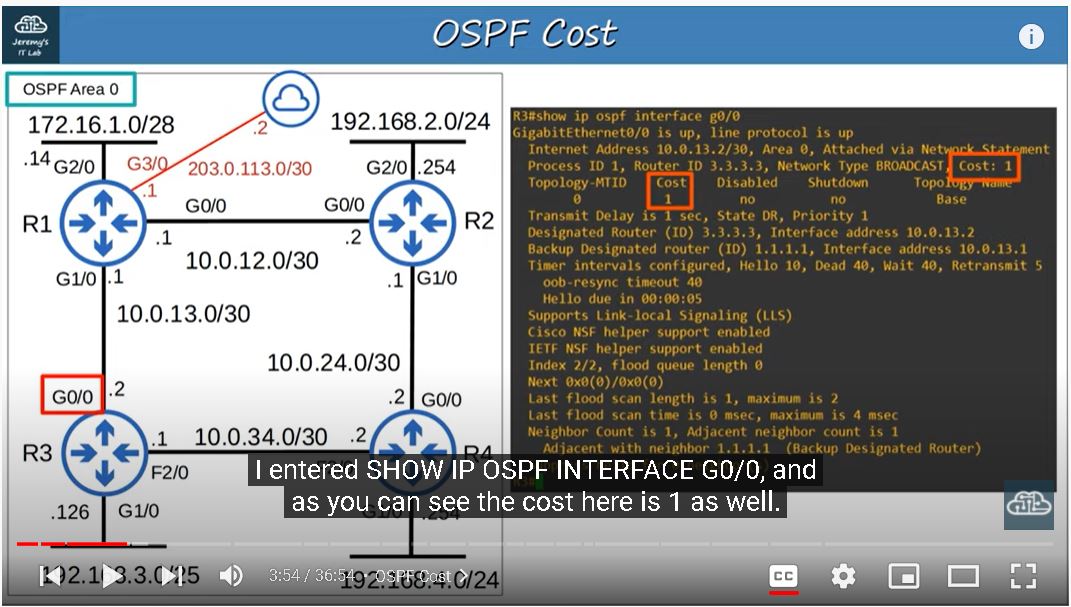 Jeremy's
IT Lab
OSPF Cost
i
OSPF Area 0
172.16.1.0/28
192.168.2.0/24
.2
.14
G2/0
G3/0
203.0.113.0/30
G2/0
.254
.1
R1
G0/0
G0/0
R2
.1
.2
10.0.12.0/30
G1/0
.1
.1
G1/0
10.0.13.0/30
10.0.24.0/30
G0/0
.2
.2
G0/0
R3
.1
10.0.34.0/30
.2
R4
F2/0
.126
G1/0
G1/0
.254
192.168.3.0/25
192.168.4.0/24
R3#show ip ospf interface g0/0
GigabitEthernet0/0 is up, line protocol is up
Internet Address 10.0.13.2/30, Area 0, Attached via Network Statement
Process ID 1, Router ID 3.3.3.3, Network Type BROADCAST, Cost: 1
Topology-MTID Cost Disabled Shutdown Topology Name
0 1 no no Base
Transmit Delay is 1 sec, State DR, Priority 1
Designated Router (ID) 3.3.3.3, Interface address 10.0.13.2
Backup Designated router (ID) 1.1.1.1, Interface address 10.0.13.1
Timer intervals configured, Hello 10, Dead 40, Wait 40, Retransmit 5
oob-resync timeout 40
Hello due in 00:00:05
Supports Link-local Signaling (LLS)
Cisco NSF helper support enabled
IETF NSF helper support enabled
Index 2/2, flood queue length 0
Next 0x0(0)/0x0(0)
Last flood scan length is 1, maximum is 2
Last flood scan time is 0 msec, maximum is 4 msec
Neighbor Count is 1, Adjacent neighbor count is 1
Adjacent with neighbor 1.1.1.1 (Backup Designated Router)
I entered SHOW IP OSPF INTERFACE G0/0, and
as you can see the cost here is 1 as well.
3:54 / 36:54 • OSPF Cost >
CC